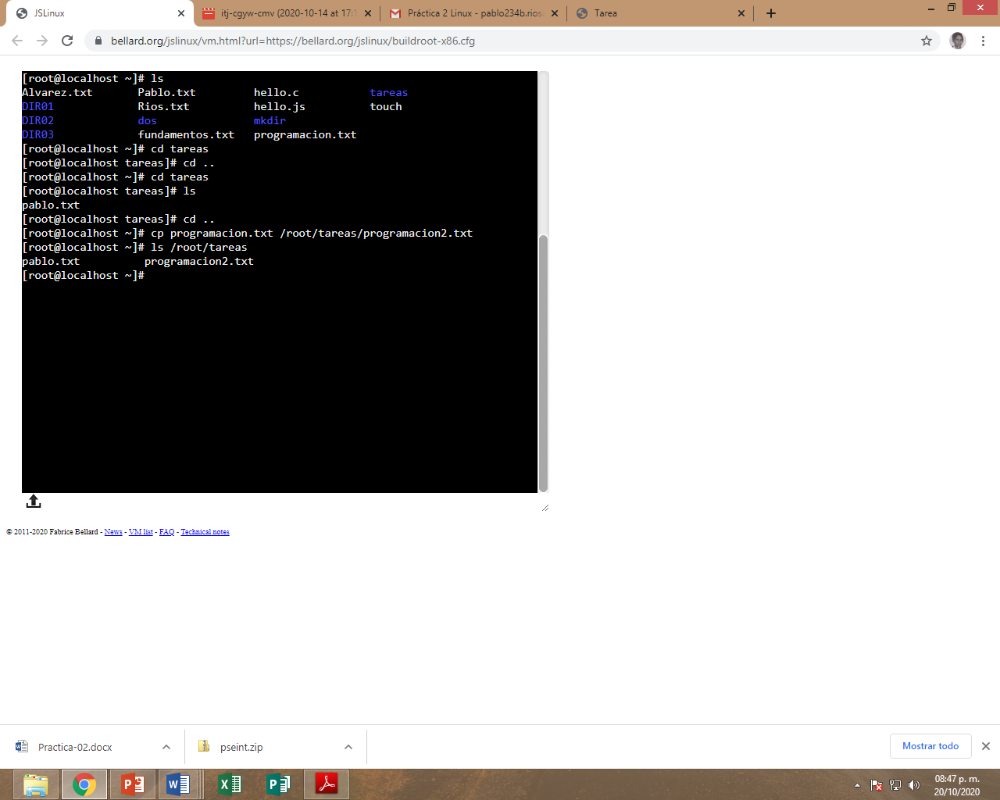 JSLinux
itj-cgyw-cmv (2020-10-14 at 17:1
Práctica 2 Linux - pablo234b.rios
Tarea
bellard.org/jslinux/vm.html?url=https://bellard.org/jslinux/buildroot-x86.cfg
[root@localhost ~]# ls
Alvarez.txt Pablo.txt hello.c tareas
DIR01 Rios.txt hello.js touch
DIR02 dos mkdir
DIR03 fundamentos.txt programacion.txt
[root@localhost ~]# cd tareas
[root@localhost tareas]# cd ..
[root@localhost ~]# cd tareas
[root@localhost tareas]# ls
pablo.txt
[root@localhost tareas]# cd ..
[root@localhost ~]# cp programacion.txt /root/tareas/programacion2.txt
[root@localhost ~]# ls /root/tareas
pablo.txt programacion2.txt
[root@localhost ~]#
© 2011-2020 Fabrice Bellard - News - VM list - FAQ - Technical notes
Practica-02.docx
pseint.zip
Mostrar todo
08:47 p. m.
20/10/2020